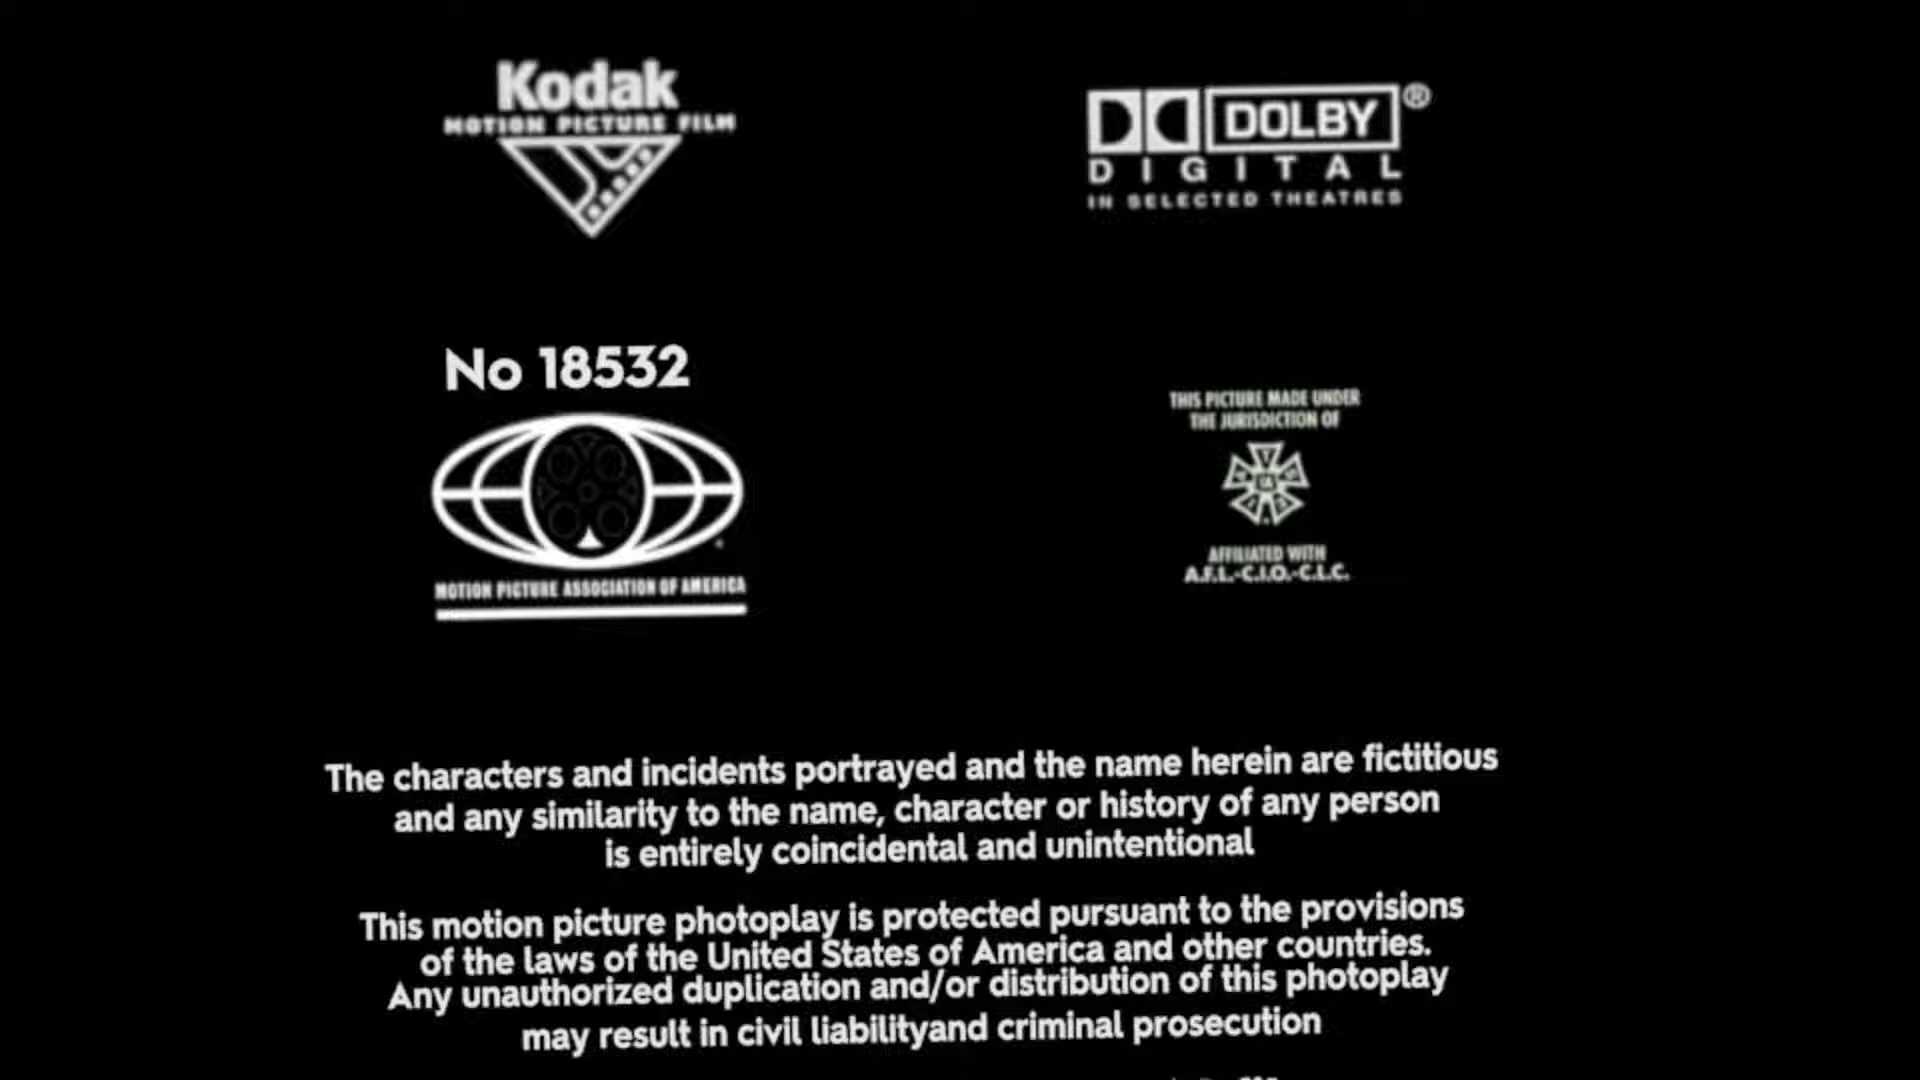 Kodak
MOTION PICTURE FILM
DOLBY®
DIGITAL
IN SELECTED THEATRES
No 18532
MOTION PICTURE ASSOCIATION OF AMERICA
THIS PICTURE MADE UNDER
THE JURISDICTION OF
AFFILIATED WITH
A.F.L.-C.I.O.-C.L.C.
The characters and incidents portrayed and the name herein are fictitious
and any similarity to the name, character or history of any person
is entirely coincidental and unintentional
This motion picture photoplay is protected pursuant to the provisions
of the laws of the United States of America and other countries.
Any unauthorized duplication and/or distribution of this photoplay
may result in civil liabilityand criminal prosecution